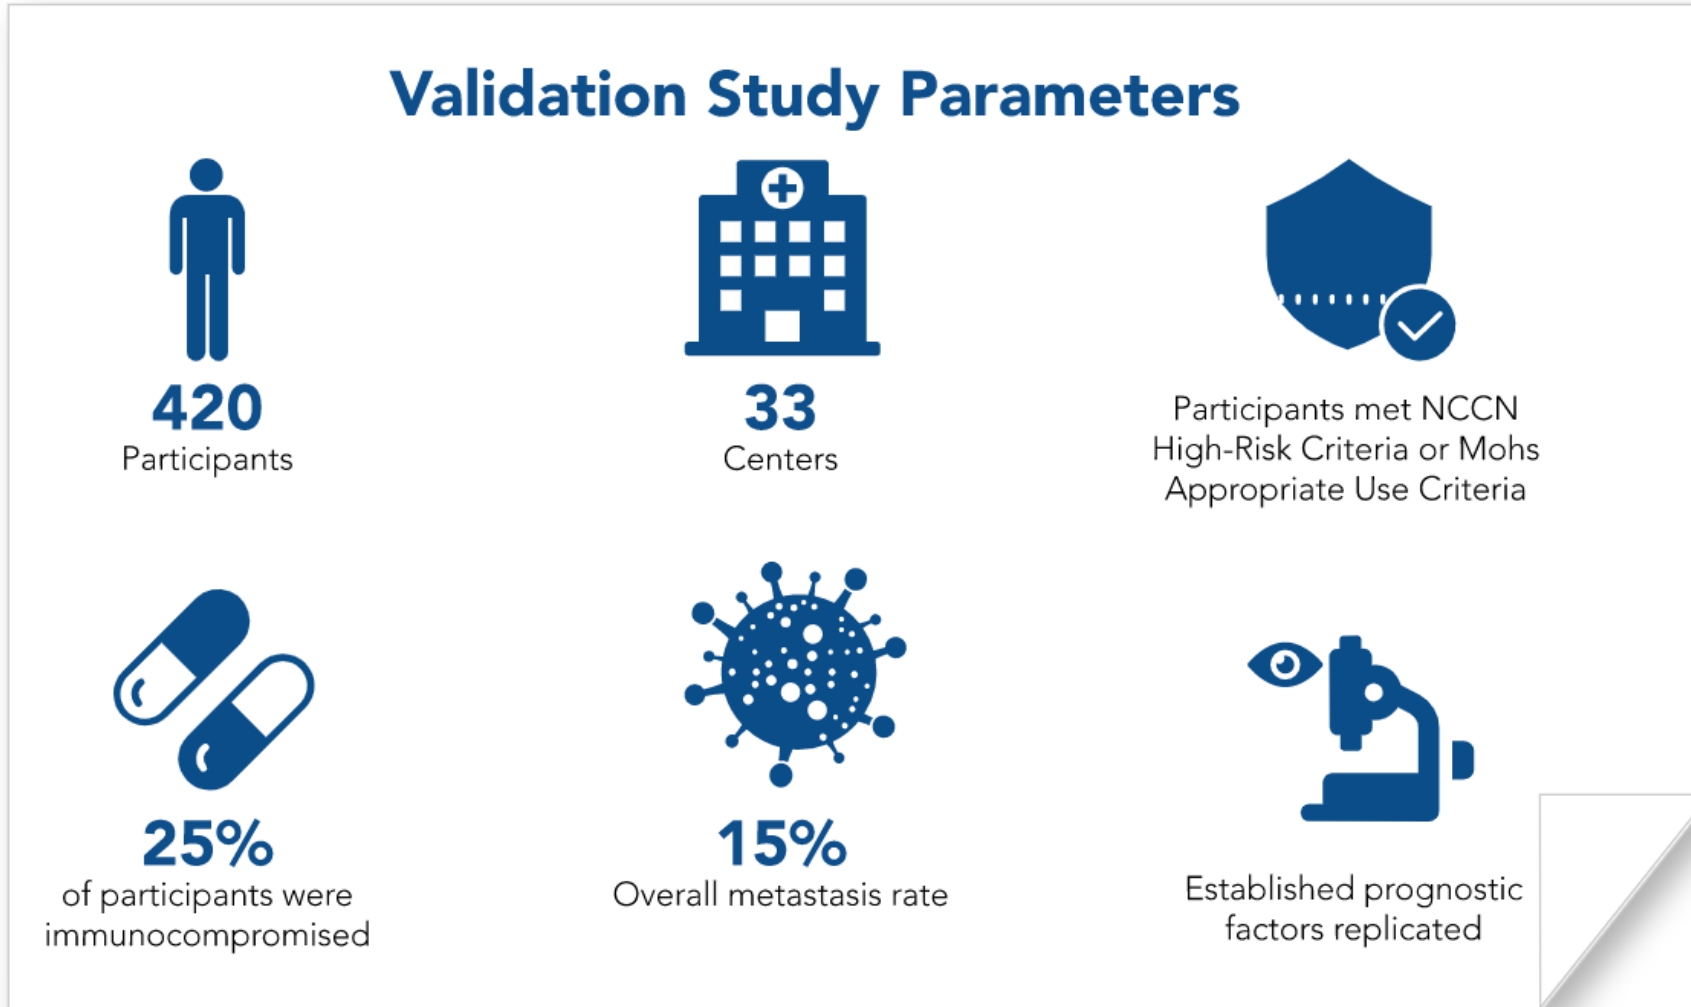 Validation Study Parameters
420
Participants
33
Centers
Participants met NCCN
High-Risk Criteria or Mohs
Appropriate Use Criteria
25%
of participants were
immunocompromised
15%
Overall metastasis rate
Established prognostic
factors replicated